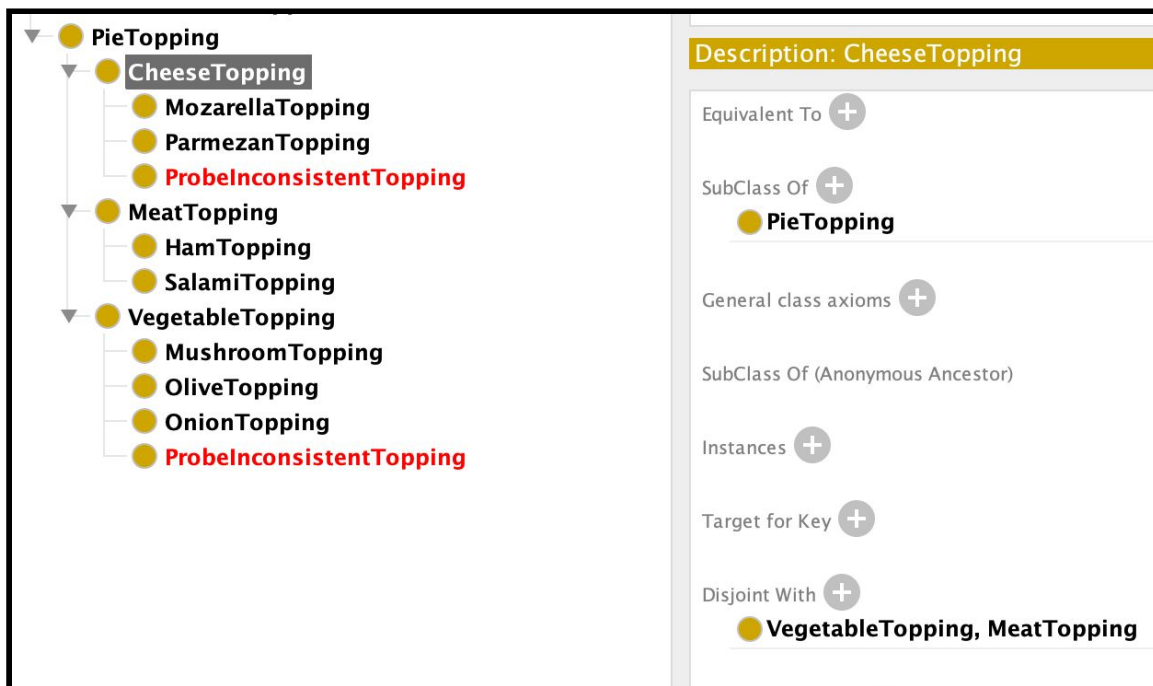 PieTopping
CheeseTopping
MozarellaTopping
ParmezanTopping
ProbeInconsistentTopping
MeatTopping
HamTopping
SalamiTopping
VegetableTopping
MushroomTopping
OliveTopping
OnionTopping
ProbeInconsistentTopping
Description: CheeseTopping
Equivalent To
SubClass Of
PieTopping
General class axioms
SubClass Of (Anonymous Ancestor)
Instances
Target for Key
Disjoint With
VegetableTopping, MeatTopping